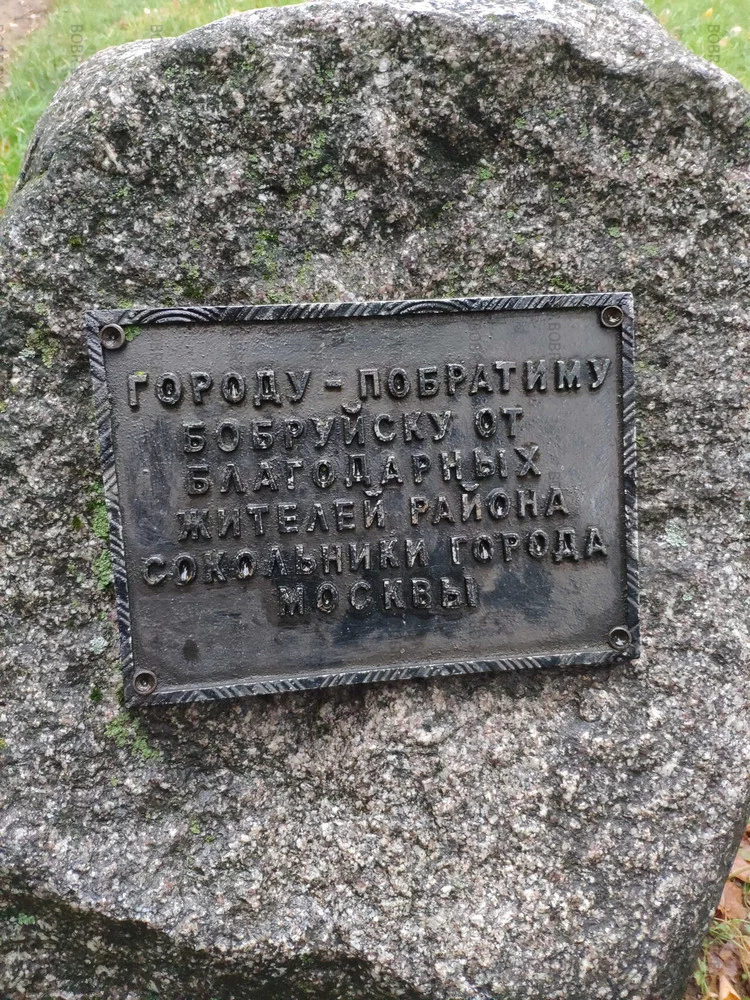 ГОРОДУ - ПОБРАТИМУ
БОБРУЙСКУ ОТ
БЛАГОДАРНЫХ
ЖИТЕЛЕЙ РАЙОНА
СОКОЛЬНИКИ ГОРОДА
МОСКВЫ